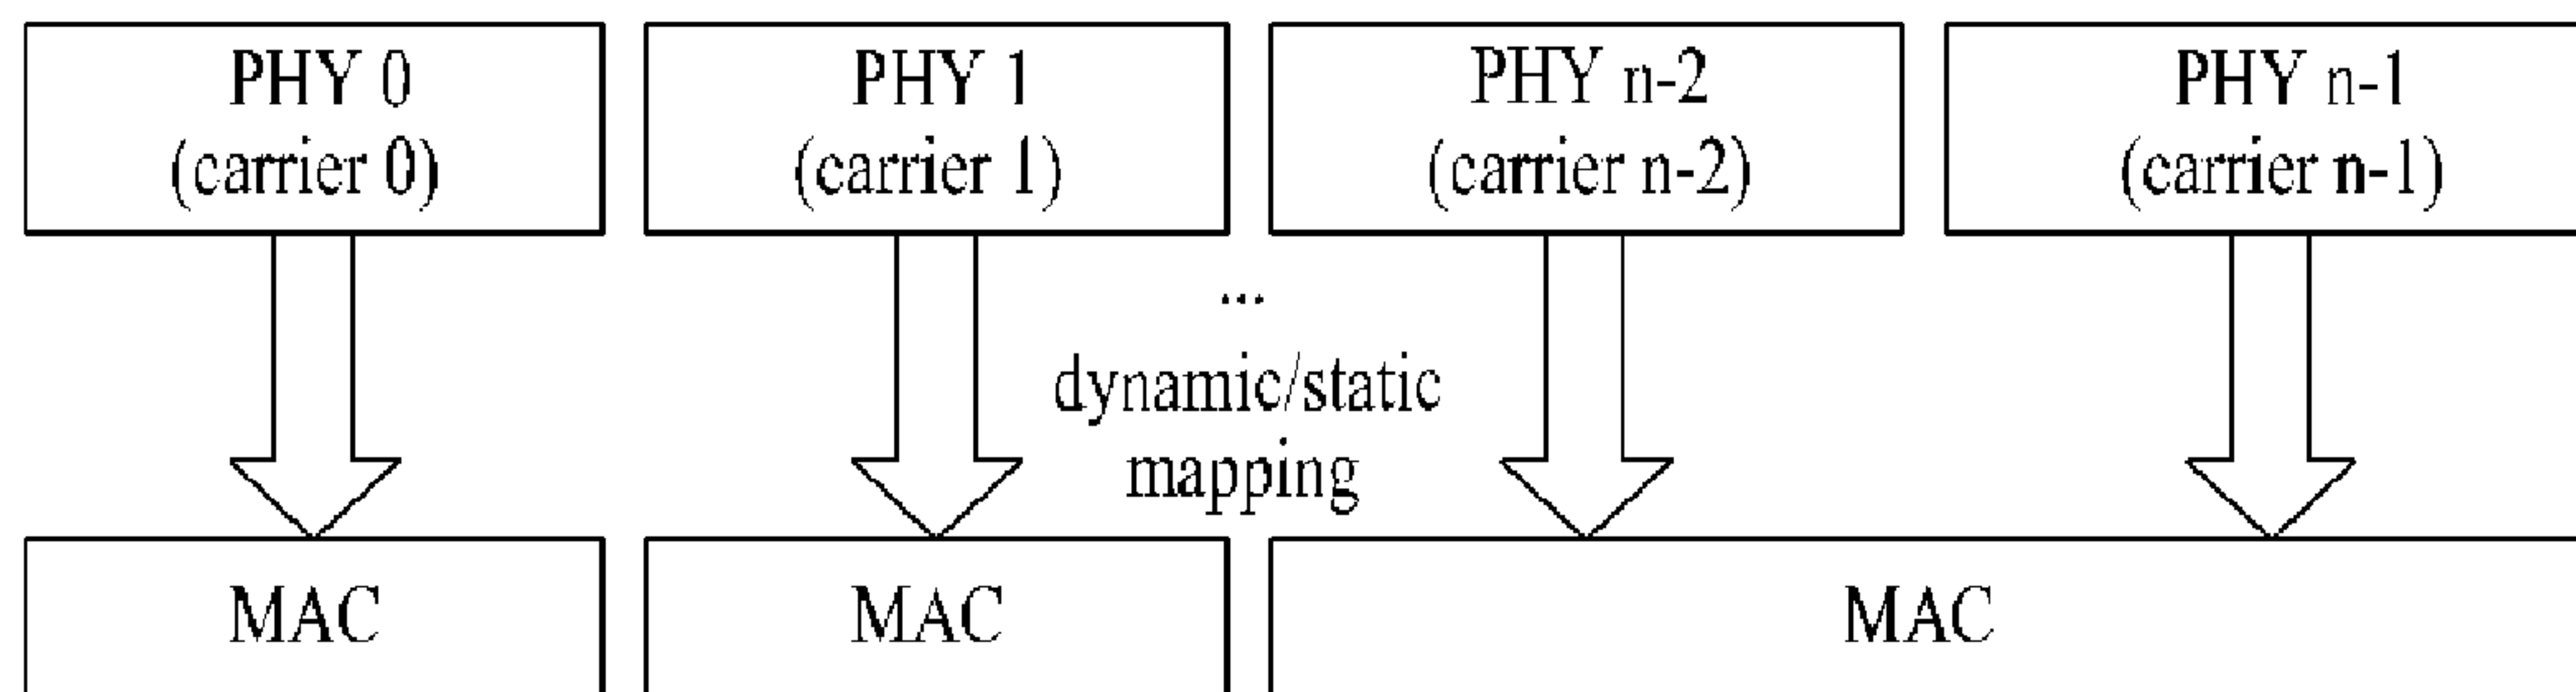 PHY 0
(carrier 0)
PHY 1
(carrier 1)
PHY n-2
(carrier n-2)
PHY n-1
(carrier n-1)
...
dynamic/static
mapping
MAC
MAC
MAC